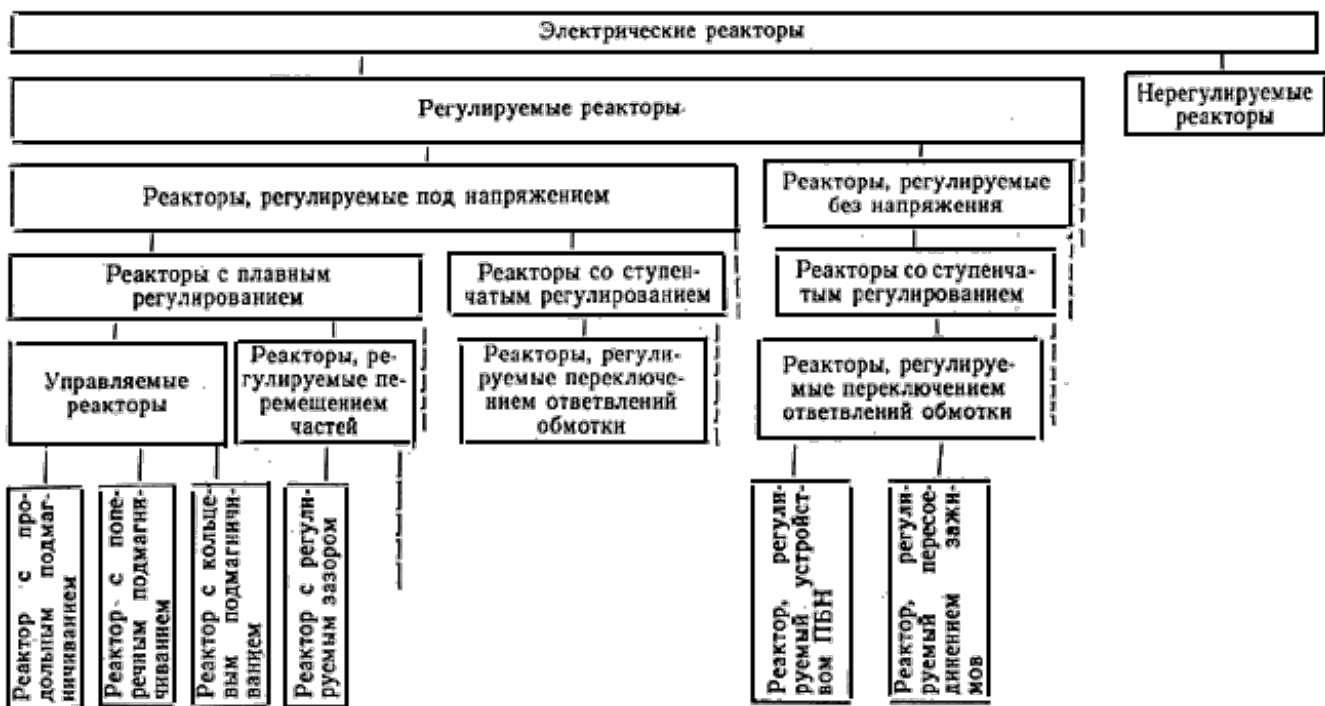 Электрические реакторы
Регулируемые реакторы
Нерегулируемые
реакторы
Реакторы, регулируемые под напряжением
Реакторы, регулируемые
без напряжения
Реакторы с плавным
регулированием
Реакторы со ступен-
чатым регулированием
Реакторы со ступенча-
тым регулированием
Управляемые
реакторы
Реакторы, ре-
гулируемые пе-
ремещением
частей
Реакторы, регули-
руемые переключе-
нием ответвлений
обмотки
Реакторы, регулируе-
мые переключением
ответвлений обмотки
Реактор с про-
дольным подмаг-
ничиванием
Реактор с попе-
речным подмагни-
чиванием
Реактор с кольце-
вым подмагничи-
ванием
Реактор с регули-
руемым зазором
Реактор, регули-
руемый устройст-
вом ПБН
Реактор, регули-
руемый пересое-
динением зажи-
мов